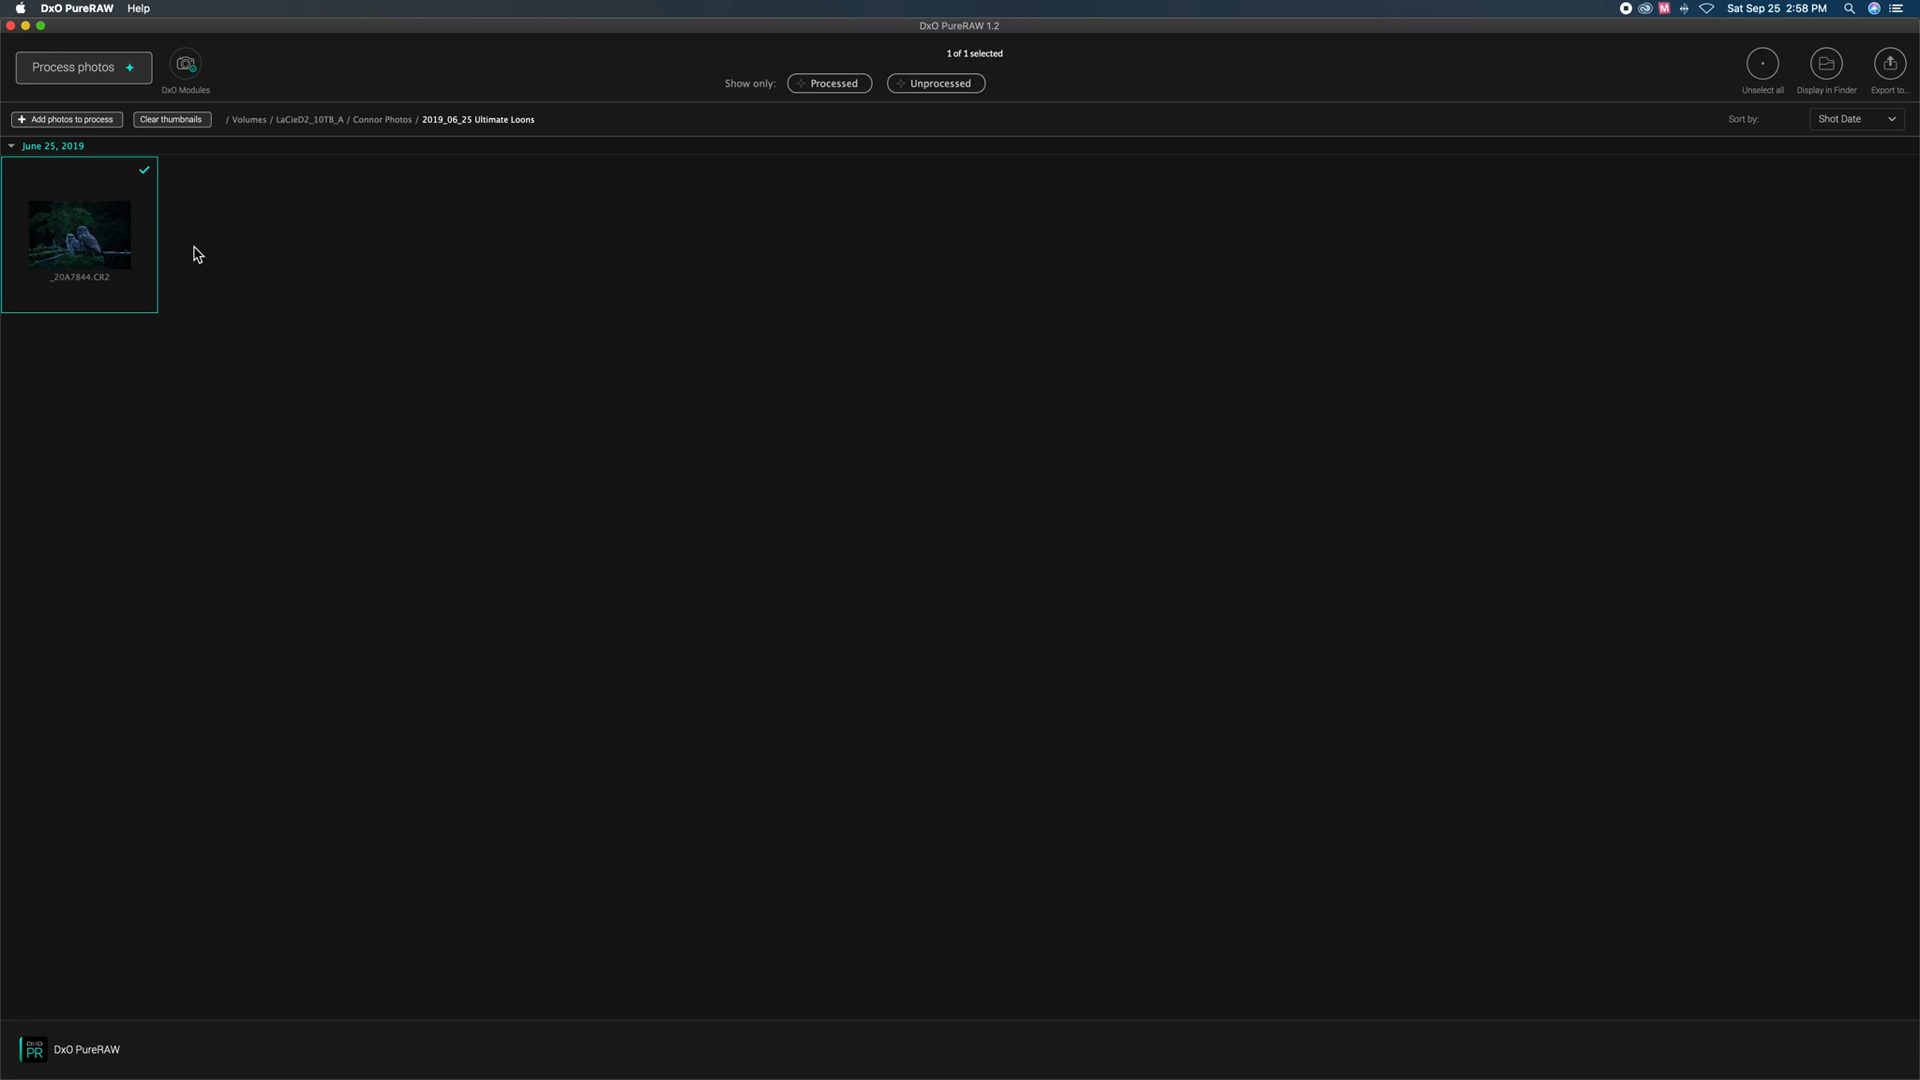 DxO PureRAW Help
M Sat Sep 25 2:58 PM
DxO PureRAW 1.2
Process photos
DxO Modules
1 of 1 selected
Show only: Processed Unprocessed
Unselect all Display in Finder Export to...
Add photos to process Clear thumbnails / Volumes / LaCieD2_10TB_A / Connor Photos / 2019_06_25 Ultimate Loons Sort by: Shot Date
June 25, 2019
_20A7844.CR2
DXO
PR DxO PureRAW